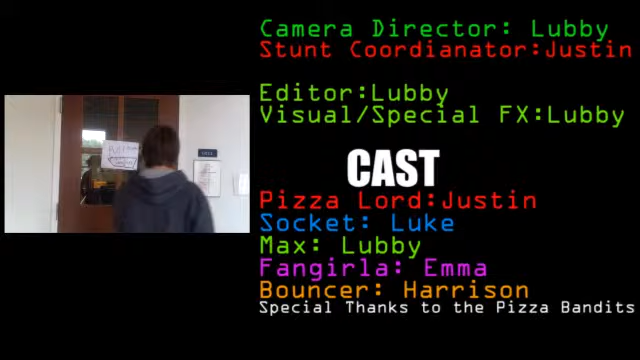 Camera Director: Lubby
Stunt Coordianator:Justin
Editor:Lubby
Visual/Special FX:Lubby
CAST
Pizza Lord:Justin
Socket: Luke
Max: Lubby
Fangirla: Emma
Bouncer: Harrison
Special Thanks to the Pizza Bandits